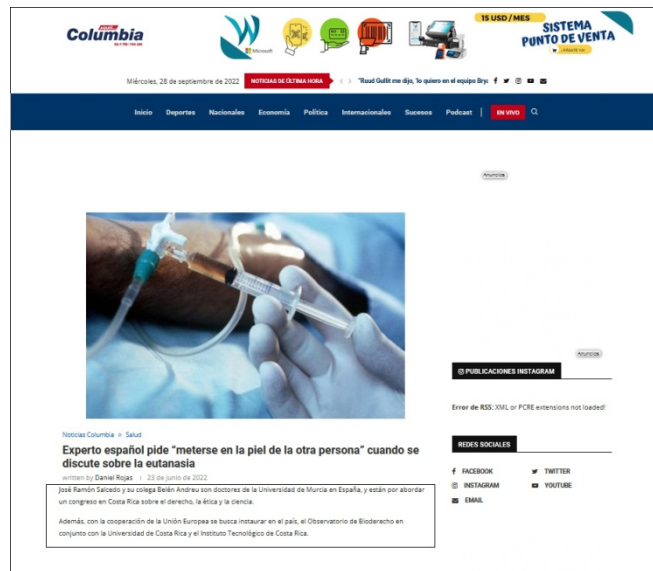 Columbia
Microsoft
15 USD / MES
SISTEMA
PUNTO DE VENTA
Miércoles, 28 de septiembre de 2022
NOTICIAS DE ÚLTIMA HORA
"Ruud Gullit me dijo, 'lo quiero en el equipo Bryc
Inicio Deportes Nacionales Economía Política Internacionales Sucesos Podcast EN VIVO
Anuncios
Anuncios
PUBLICACIONES INSTAGRAM
Error de RSS: XML or PCRE extensions not loaded!
REDES SOCIALES
FACEBOOK TWITTER
INSTAGRAM YOUTUBE
EMAIL
Noticias Columbia » Salud
Experto español pide “meterse en la piel de la otra persona” cuando se
discute sobre la eutanasia
written by Daniel Rojas | 23 de junio de 2022
José Ramón Salcedo y su colega Belén Andreu son doctores de la Universidad de Murcia en España, y están por abordar
un congreso en Costa Rica sobre el derecho, la ética y la ciencia.
Además, con la cooperación de la Unión Europea se busca instaurar en el país, el Observatorio de Bioderecho en
conjunto con la Universidad de Costa Rica y el Instituto Tecnológico de Costa Rica.